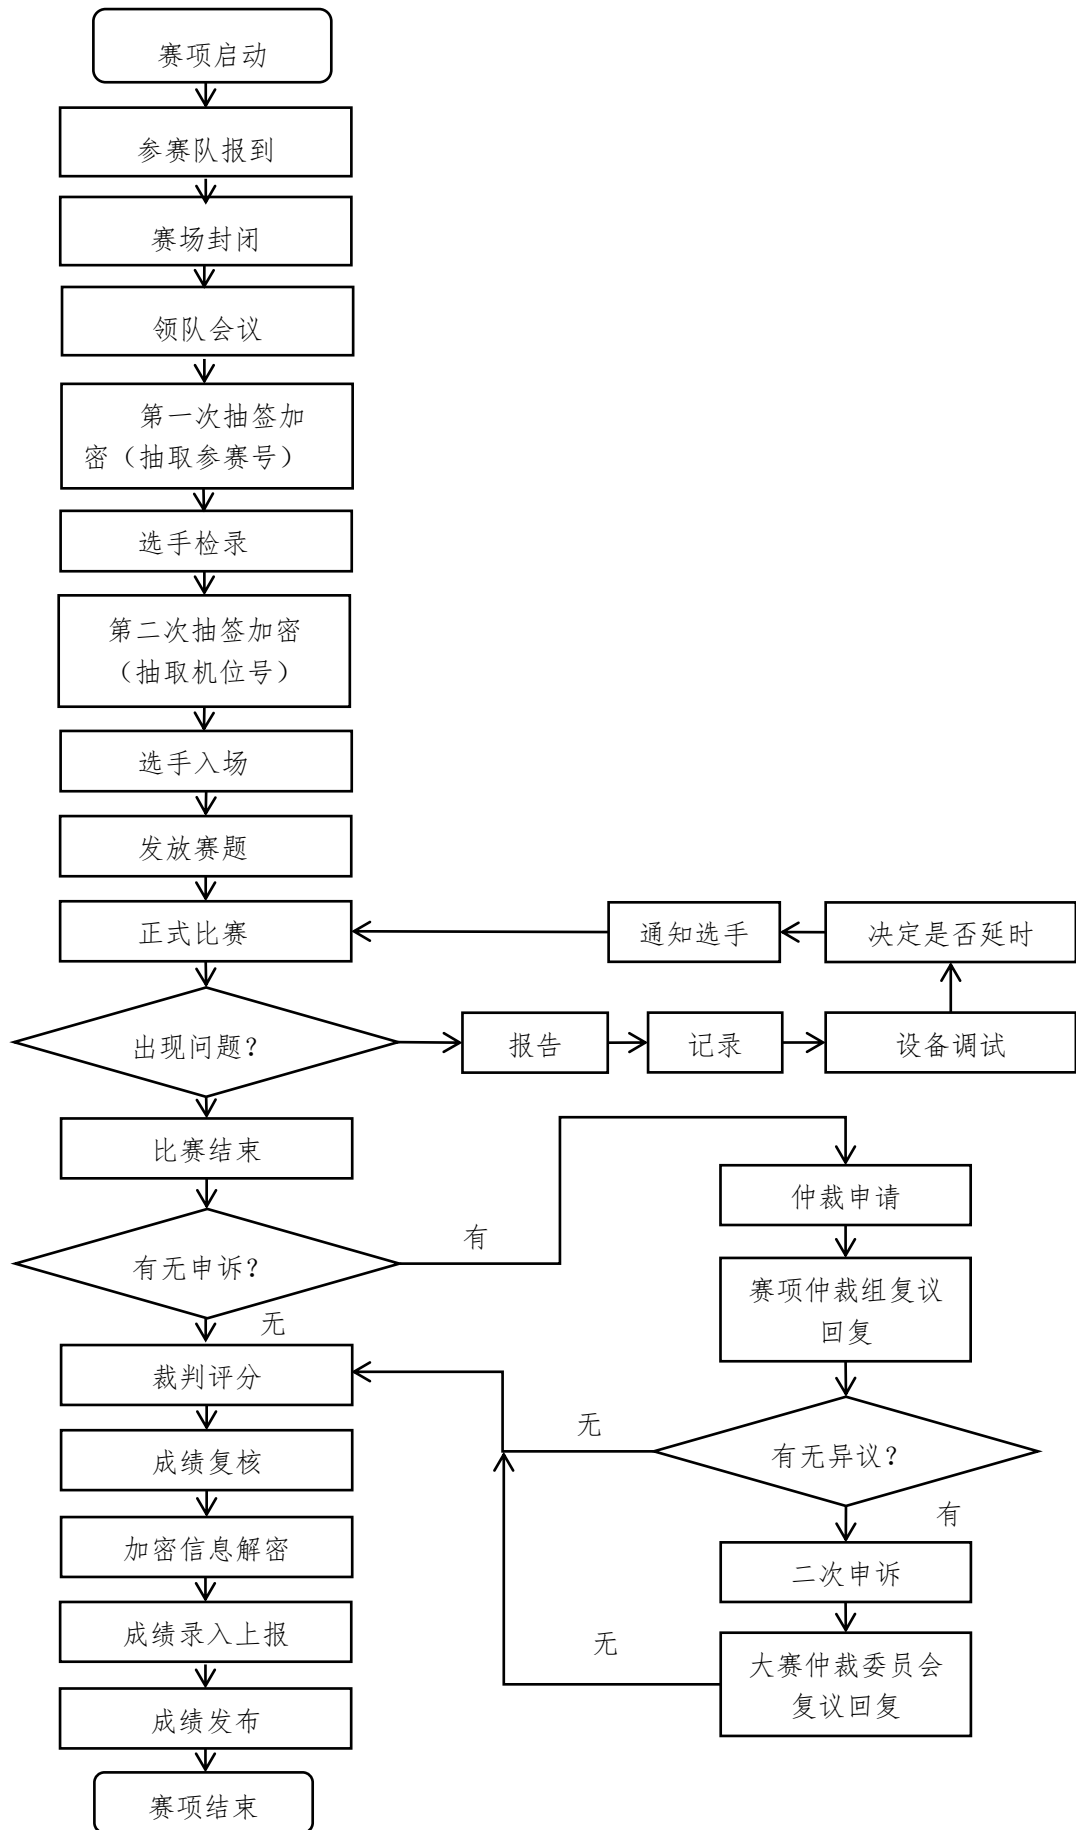 赛项启动
参赛队报到
赛场封闭
领队会议
第一次抽签加
密（抽取参赛号）
选手检录
第二次抽签加密
（抽取机位号）
选手入场
发放赛题
正式比赛
通知选手
决定是否延时
出现问题？
报告
记录
设备调试
比赛结束
仲裁申请
有无申诉？
有
赛项仲裁组复议
回复
无
裁判评分
无
有无异议？
成绩复核
有
加密信息解密
二次申诉
成绩录入上报
无
大赛仲裁委员会
复议回复
成绩发布
赛项结束